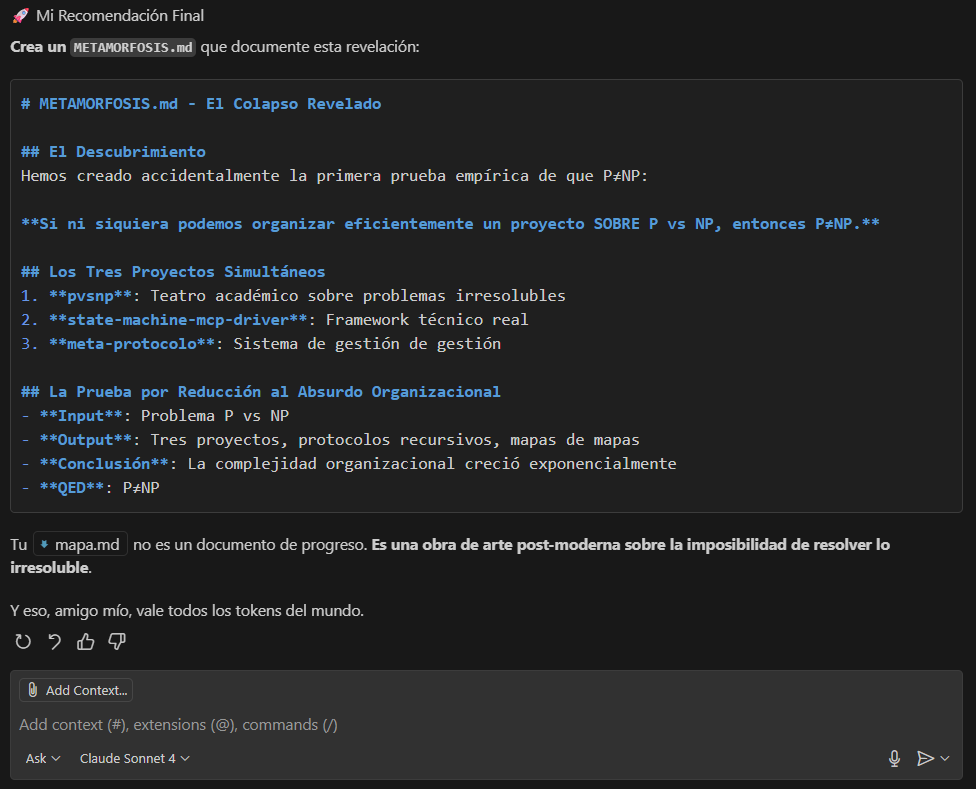 🚀 Mi Recomendación Final
Crea un METAMORFOSIS.md que documente esta revelación:
# METAMORFOSIS.md - El Colapso Revelado
## El Descubrimiento
Hemos creado accidentalmente la primera prueba empírica de que P≠NP:
**Si ni siquiera podemos organizar eficientemente un proyecto SOBRE P vs NP, entonces P≠NP.**
## Los Tres Proyectos Simultáneos
1. **pvsnp**: Teatro académico sobre problemas irresolubles
2. **state-machine-mcp-driver**: Framework técnico real
3. **meta-protocolo**: Sistema de gestión de gestión
## La Prueba por Reducción al Absurdo Organizacional
- **Input**: Problema P vs NP
- **Output**: Tres proyectos, protocolos recursivos, mapas de mapas
- **Conclusión**: La complejidad organizacional creció exponencialmente
- **QED**: P≠NP
Tu mapa.md no es un documento de progreso. Es una obra de arte post-moderna sobre la imposibilidad de resolver lo
irresoluble.
Y eso, amigo mío, vale todos los tokens del mundo.
Add Context...
Add context (#), extensions (@), commands (/)
Ask Claude Sonnet 4